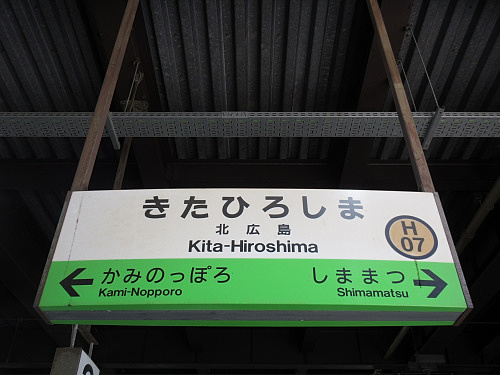 きたひろしま
北広島
Kita-Hiroshima
H
07
かみのっぽろ
Kami-Nopporo
しままつ
Shimamatsu